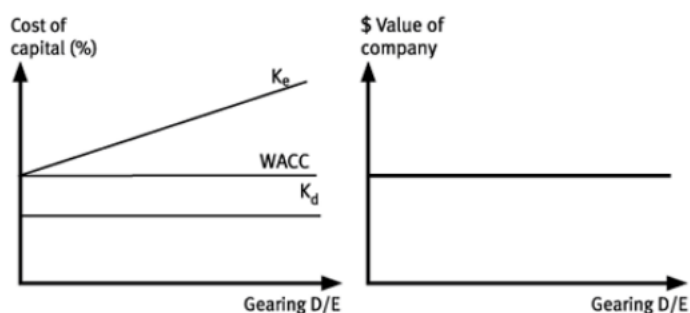 Cost of
capital (%)
Ke
WACC
Kd
Gearing D/E
$ Value of
company
Gearing D/E